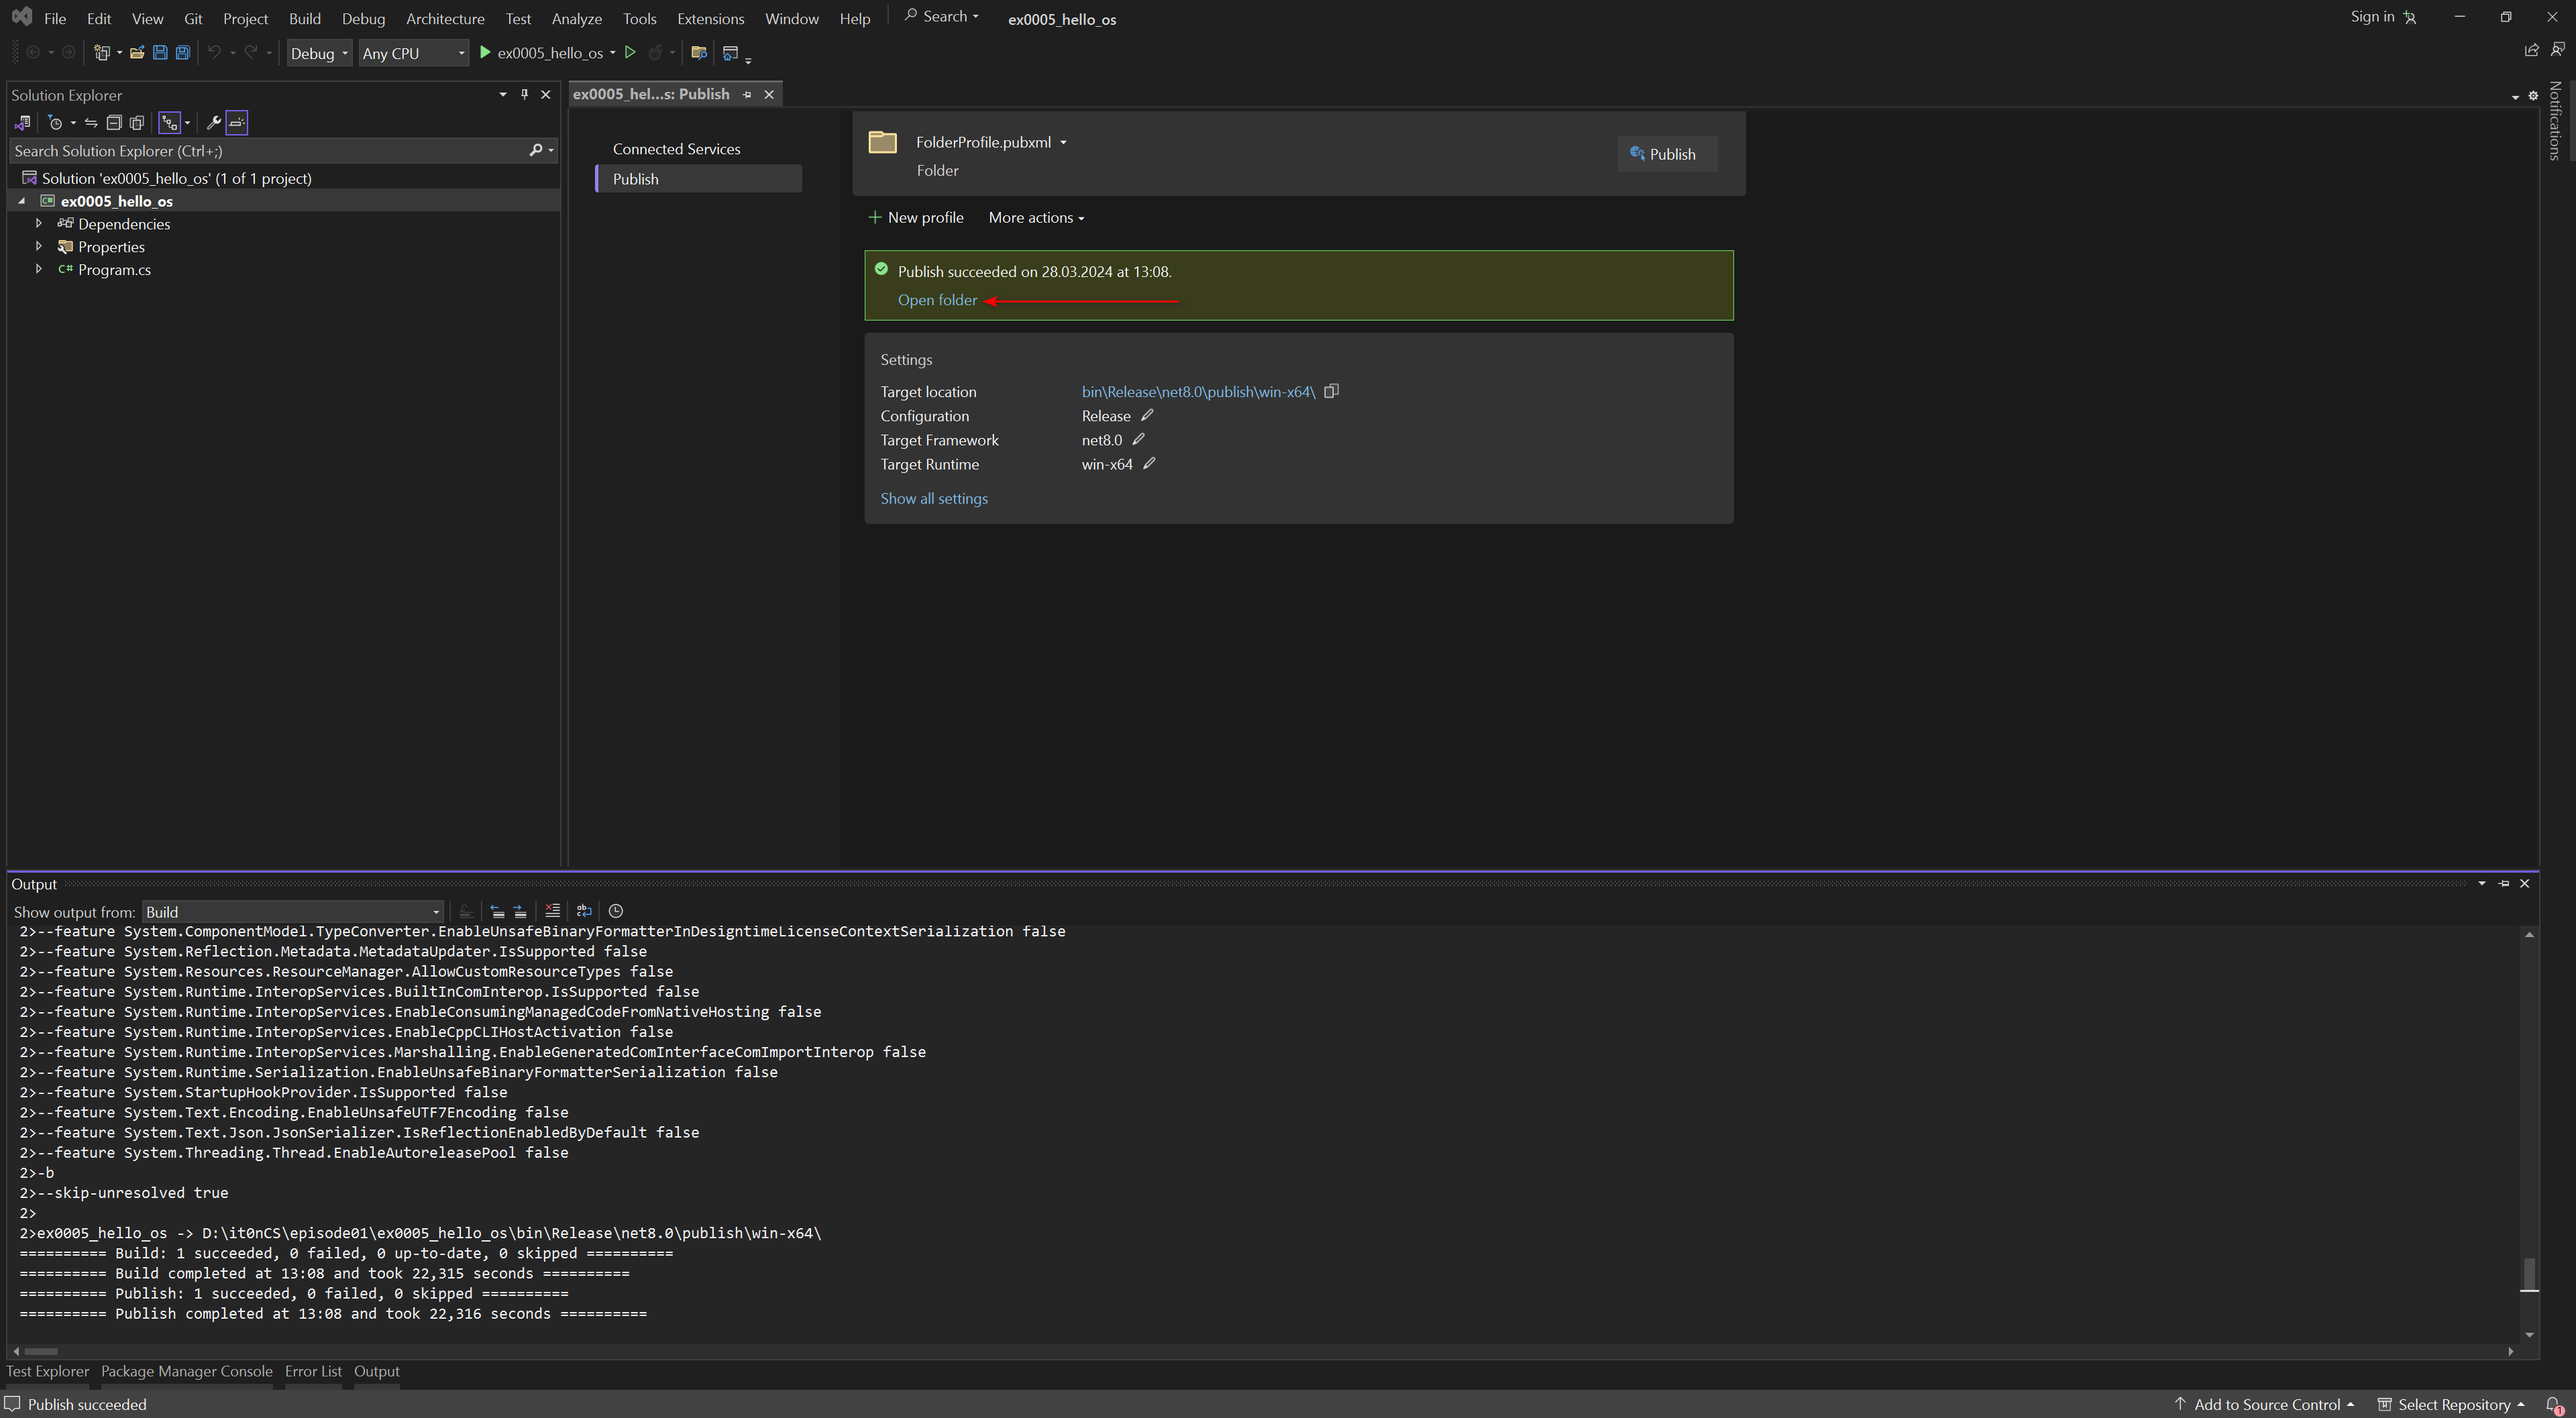 File Edit View Git Project Build Debug Architecture Test Analyze Tools Extensions Window Help Search ex0005_hello_os Sign in
Debug Any CPU ex0005_hello_os
Solution Explorer
Search Solution Explorer (Ctrl+;)
Solution 'ex0005_hello_os' (1 of 1 project)
C# ex0005_hello_os
Dependencies
Properties
C# Program.cs
ex0005_hel...s: Publish
Connected Services
Publish
FolderProfile.pubxml
Folder
Publish
New profile More actions
Publish succeeded on 28.03.2024 at 13:08.
Open folder
Settings
Target location bin\Release\net8.0\publish\win-x64\
Configuration Release
Target Framework net8.0
Target Runtime win-x64
Show all settings
Notifications
Output
Show output from: Build
2>--feature System.ComponentModel.TypeConverter.EnableUnsafeBinaryFormatterInDesigntimeLicenseContextSerialization false
2>--feature System.Reflection.Metadata.MetadataUpdater.IsSupported false
2>--feature System.Resources.ResourceManager.AllowCustomResourceTypes false
2>--feature System.Runtime.InteropServices.BuiltInComInterop.IsSupported false
2>--feature System.Runtime.InteropServices.EnableConsumingManagedCodeFromNativeHosting false
2>--feature System.Runtime.InteropServices.EnableCppCLIHostActivation false
2>--feature System.Runtime.InteropServices.Marshalling.EnableGeneratedComInterfaceComImportInterop false
2>--feature System.Runtime.Serialization.EnableUnsafeBinaryFormatterSerialization false
2>--feature System.StartupHookProvider.IsSupported false
2>--feature System.Text.Encoding.EnableUnsafeUTF7Encoding false
2>--feature System.Text.Json.JsonSerializer.IsReflectionEnabledByDefault false
2>--feature System.Threading.Thread.EnableAutoreleasePool false
2>-b
2>--skip-unresolved true
2>
2>ex0005_hello_os -> D:\it0nCS\episode01\ex0005_hello_os\bin\Release\net8.0\publish\win-x64\
========== Build: 1 succeeded, 0 failed, 0 up-to-date, 0 skipped ==========
========== Build completed at 13:08 and took 22,315 seconds ==========
========== Publish: 1 succeeded, 0 failed, 0 skipped ==========
========== Publish completed at 13:08 and took 22,316 seconds ==========
Test Explorer Package Manager Console Error List Output
Publish succeeded Add to Source Control Select Repository 1